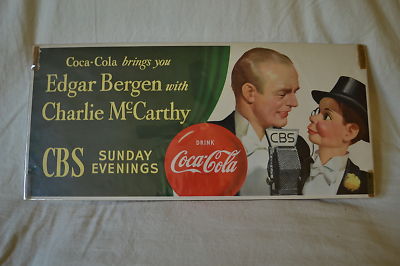 Coca-Cola brings you
Edgar Bergen with
Charlie McCarthy
CBS SUNDAY EVENINGS
DRINK
Coca-Cola
CBS